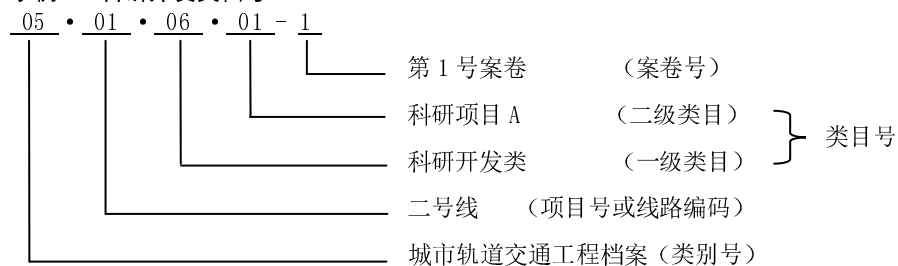 05·01·06·01-1
第1号案卷 （案卷号）
科研项目A （二级类目）
科研开发类 （一级类目）
类目号
二号线 （项目号或线路编码）
城市轨道交通工程档案（类别号）